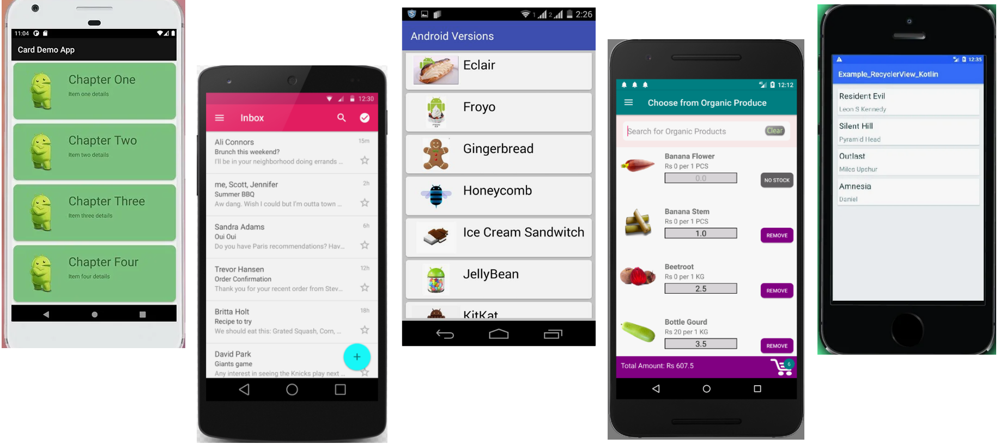 11:04
Card Demo App
Chapter One
Item one details
Chapter Two
Item two details
Chapter Three
Item three details
Chapter Four
Item four details
12:30
Inbox
Ali Connors 15m
Brunch this weekend?
I'll be in your neighborhood doing errands ...
me, Scott, Jennifer 2h
Summer BBQ
Aw dang. Wish I could but I'm outta town ...
Sandra Adams 6h
Oui Oui
Do you have Paris recommendations? Hav...
Trevor Hansen 12h
Order Confirmation
Thank you for your recent order from Stev...
Britta Holt 18h
Recipe to try
We should eat this: Grated Squash, Corn, ...
David Park
Giants game
Any interest in seeing the Knicks play next ...
1 2 2:26
Android Versions
Eclair
Froyo
Gingerbread
Honeycomb
Ice Cream Sandwitch
JellyBean
KitKat
4G 12:12
Choose from Organic Produce
Search for Organic Products Clear
Banana Flower
Rs 0 per 1 PCS
0.0
NO STOCK
Banana Stem
Rs 0 per 1 PCS
1.0
REMOVE
Beetroot
Rs 0 per 1 KG
2.5
REMOVE
Bottle Gourd
Rs 20 per 1 KG
3.5
REMOVE
Total Amount: Rs 607.5 6
12:35
Example_RecyclerView_Kotlin
Resident Evil
Leon S Kennedy
Silent Hill
Pyramid Head
Outlast
Miles Upshur
Amnesia
Daniel